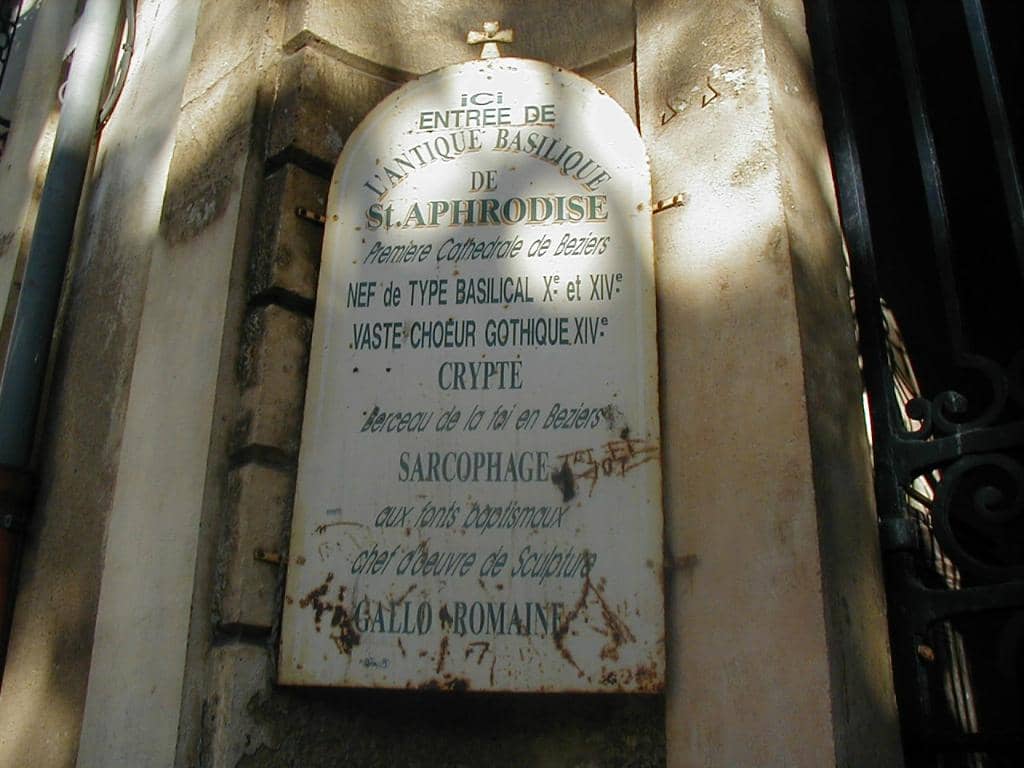 ici
ENTREE DE
L'ANTIQUE BASILIQUE
DE
St. APHRODISE
Premiere Cathedrale de Beziers
NEF de TYPE BASILICAL Xe et XIVe
VASTE CHOEUR GOTHIQUE XIVe
CRYPTE
Berceau de la foi en Beziers
SARCOPHAGE
aux fonts baptismaux
chef d'oeuvre de Sculpture
GALLO ROMAINE